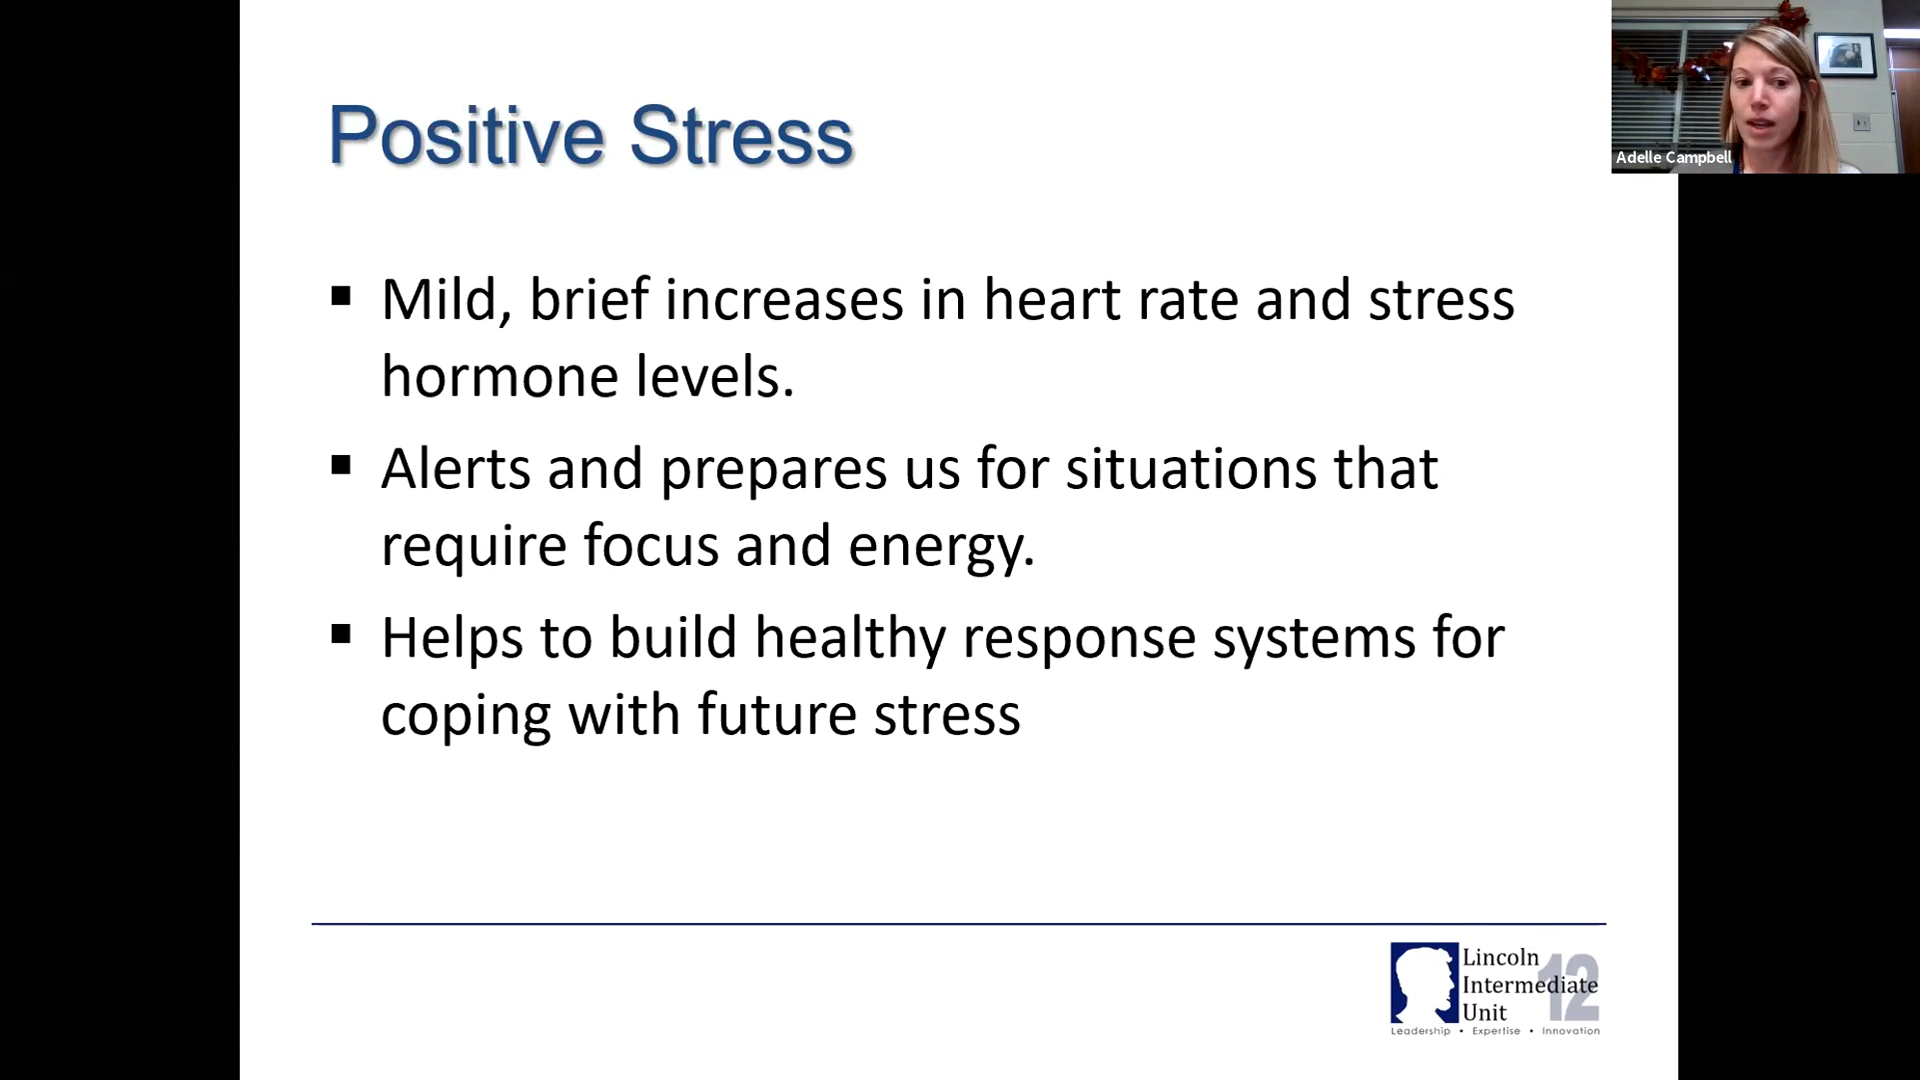 Positive Stress
Adelle Campbell
▪ Mild, brief increases in heart rate and stress
hormone levels.
▪ Alerts and prepares us for situations that
require focus and energy.
▪ Helps to build healthy response systems for
coping with future stress
Lincoln
Intermediate
Unit
12
Leadership • Expertise • Innovation